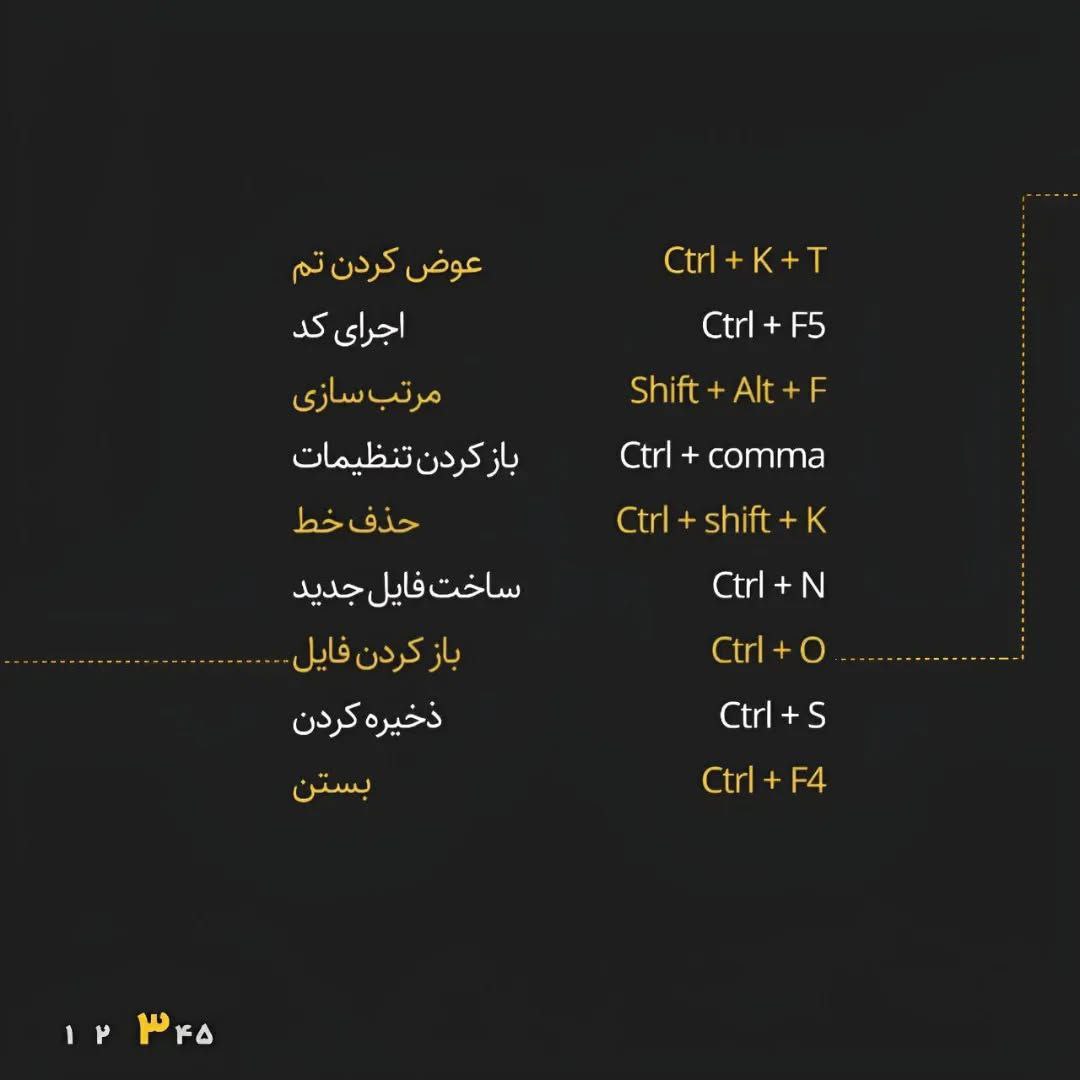 عوض کردن تم Ctrl + K + T
اجرای کد Ctrl + F5
مرتب‌سازی Shift + Alt + F
باز کردن تنظیمات Ctrl + comma
حذف خط Ctrl + shift + K
ساخت فایل جدید Ctrl + N
باز کردن فایل Ctrl + O
ذخیره کردن Ctrl + S
بستن Ctrl + F4
۱ ۲ ۳ ۴ ۵